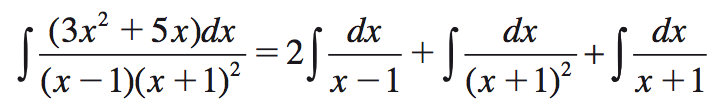 ∫ (3x² + 5x)dx / (x − 1)(x + 1)² = 2∫ dx / x − 1 + ∫ dx / (x + 1)² + ∫ dx / x + 1